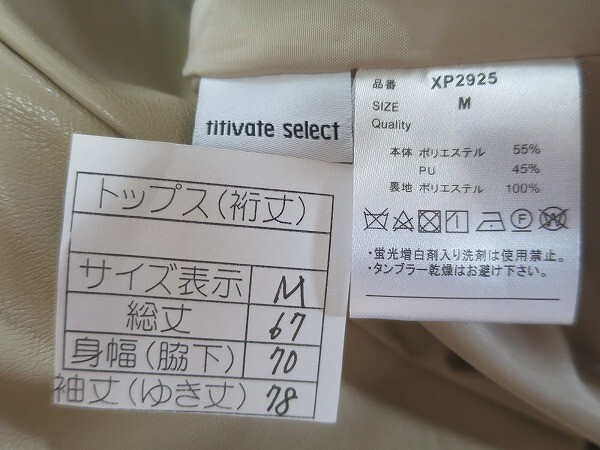 titivate select
品番 XP2925
SIZE M
Quality
本体 ポリエステル 55%
PU 45%
裏地 ポリエステル 100%
・蛍光増白剤入り洗剤は使用禁止。
・タンブラー乾燥はお避け下さい。
トップス(裄丈)
サイズ表示 M
総丈 67
身幅(脇下) 70
袖丈(ゆき丈) 78